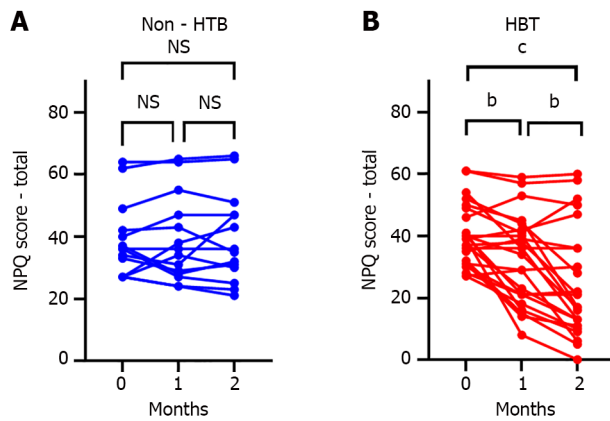 A
Non - HTB
NS
NS
NS
80
60
40
20
0
NPQ score - total
0
1
2
Months
B
HBT
c
b
b
80
60
40
20
0
NPQ score - total
0
1
2
Months